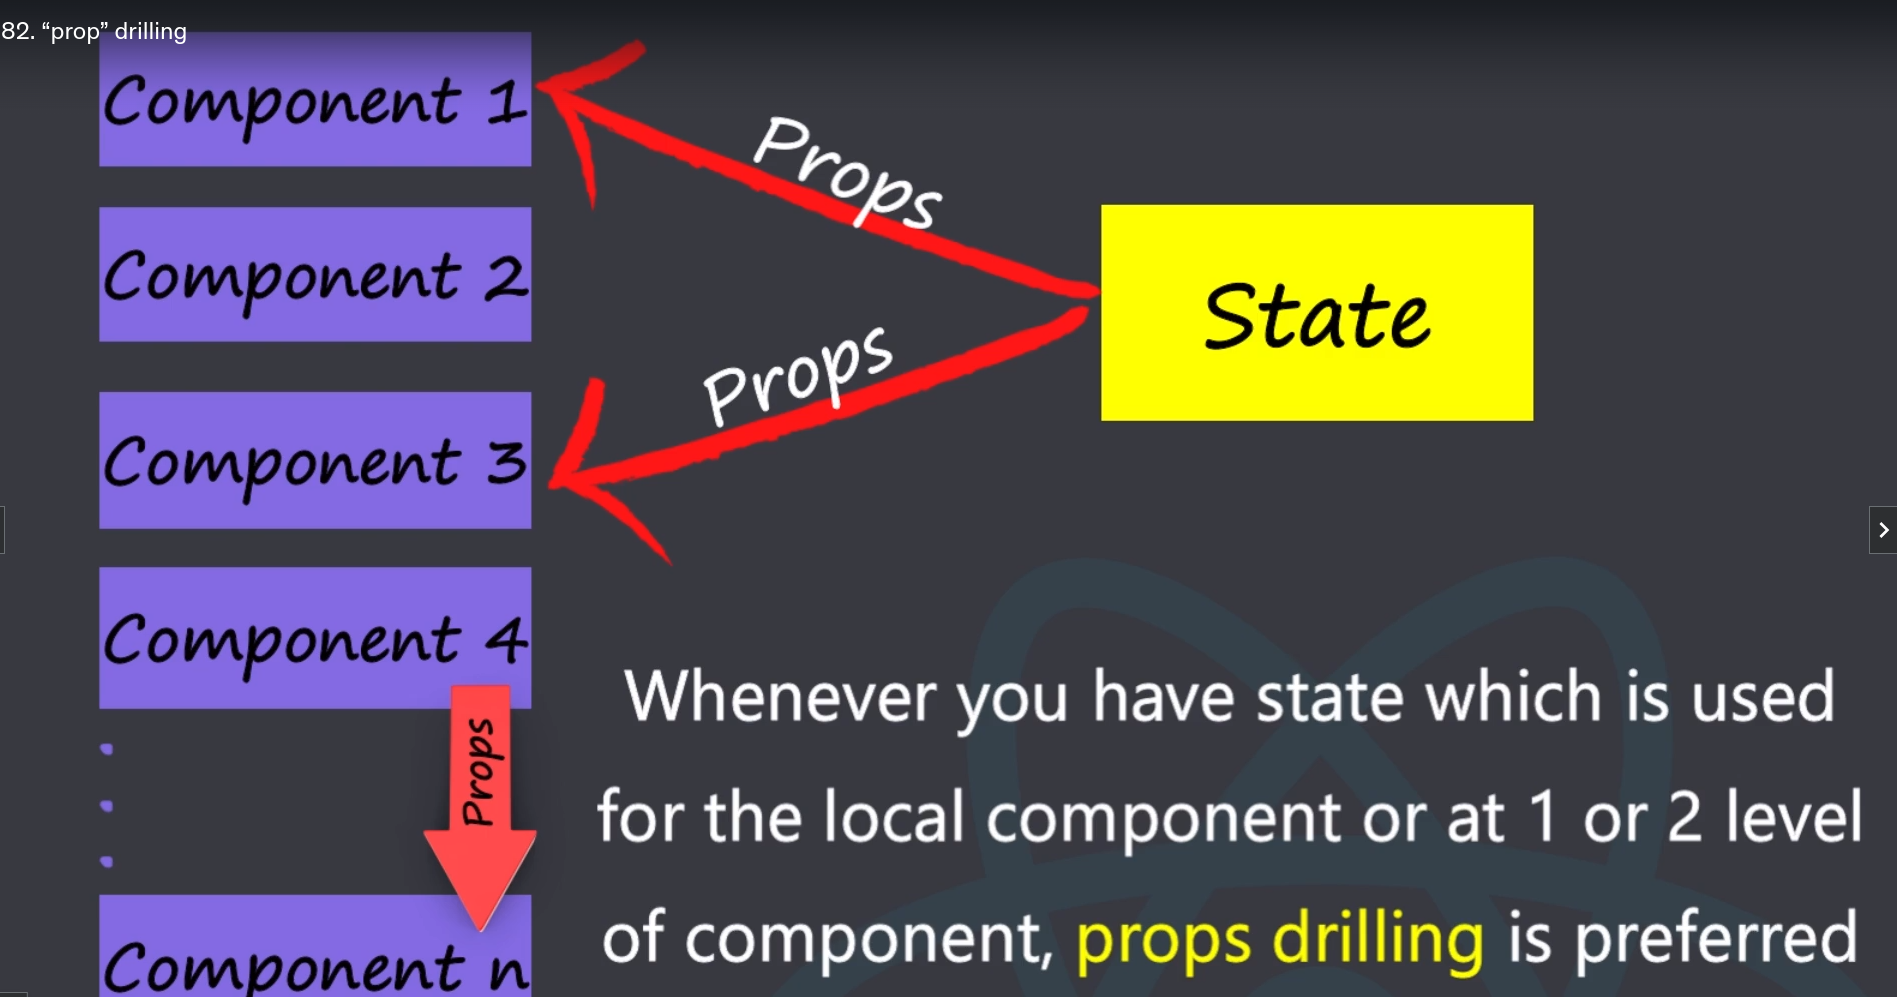 82. “prop” drilling
Component 1
Props
Component 2
State
Props
Component 3
Component 4
Props
Whenever you have state which is used
for the local component or at 1 or 2 level
of component, props drilling is preferred
Component n